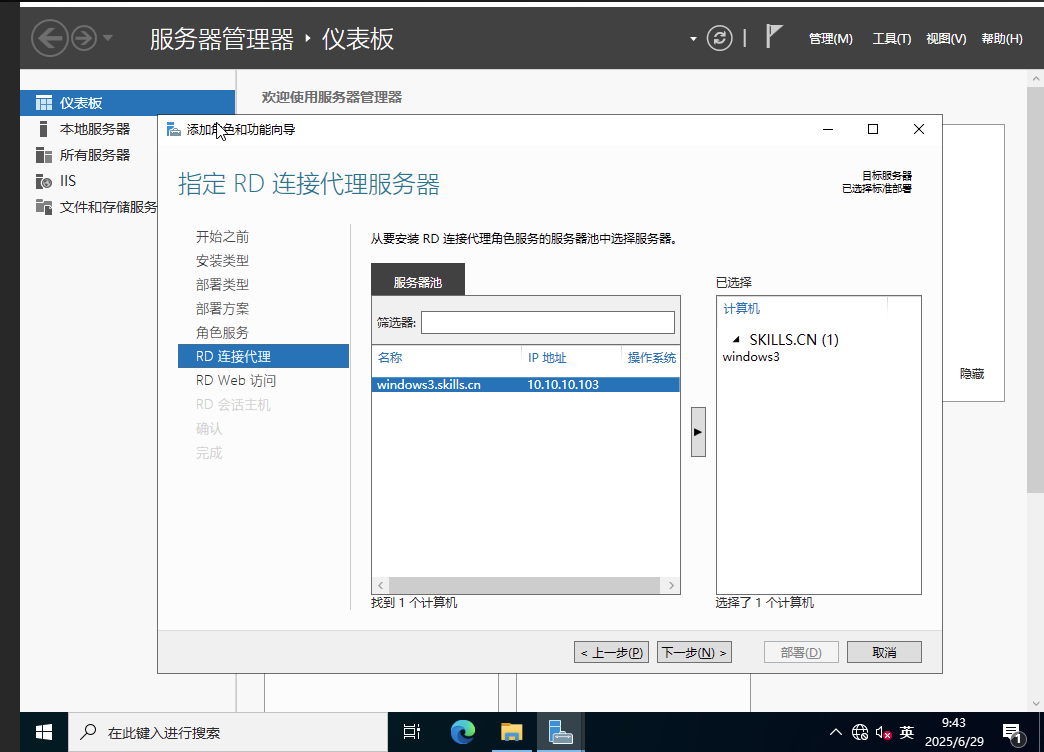 服务器管理器 · 仪表板
管理(M) 工具(T) 视图(V) 帮助(H)
仪表板
本地服务器
所有服务器
IIS
文件和存储服务
欢迎使用服务器管理器
添加角色和功能向导
指定 RD 连接代理服务器
目标服务器
已选择标准部署
开始之前
安装类型
部署类型
部署方案
角色服务
RD 连接代理
RD Web 访问
RD 会话主机
确认
完成
从要安装 RD 连接代理角色服务的服务器池中选择服务器。
服务器池
筛选器:
名称 IP 地址 操作系统
windows3.skills.cn 10.10.10.103
找到 1 个计算机
已选择
计算机
SKILLS.CN (1)
windows3
选择了 1 个计算机
隐藏
< 上一步(P) 下一步(N) > 部署(D) 取消
在此键入进行搜索
英
9:43
2025/6/29
1